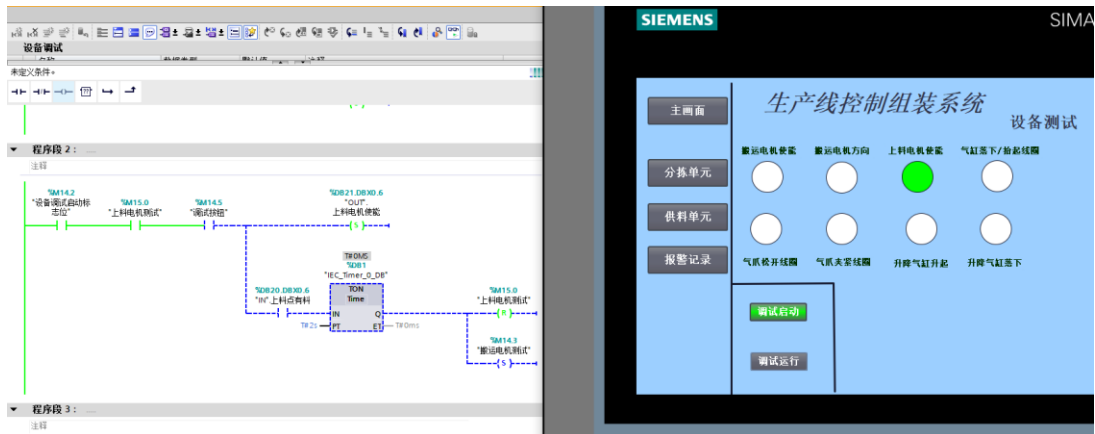 设备调试
未定义条件。
程序段 2：
注释
%M14.2
"设备调试启动标
志位"
%M15.0
"上料电机测试"
%M14.5
"调试按钮"
%DB21.DBX0.6
"OUT".
上料电机使能
S
T#0MS
%DB1
"IEC_Timer_0_DB"
TON
Time
%DB20.DBX0.6
"IN".上料点有料
IN
Q
T#2s
PT
ET
T#0ms
%M15.0
"上料电机测试"
R
%M14.3
"搬运电机测试"
S
程序段 3：
注释
SIEMENS
SIMA
主画面
生产线控制组装系统
设备测试
搬运电机使能 搬运电机方向 上料电机使能 气缸落下/抬起线圈
分拣单元
供料单元
报警记录
气爪松开线圈 气爪夹紧线圈 升降气缸升起 升降气缸落下
调试启动
调试运行